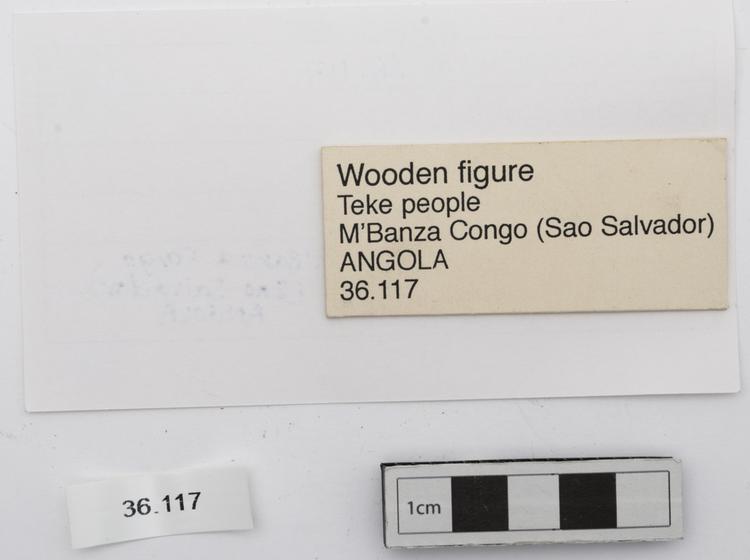 Wooden figure
Teke people
M'Banza Congo (Sao Salvador)
ANGOLA
36.117
36.117
1cm